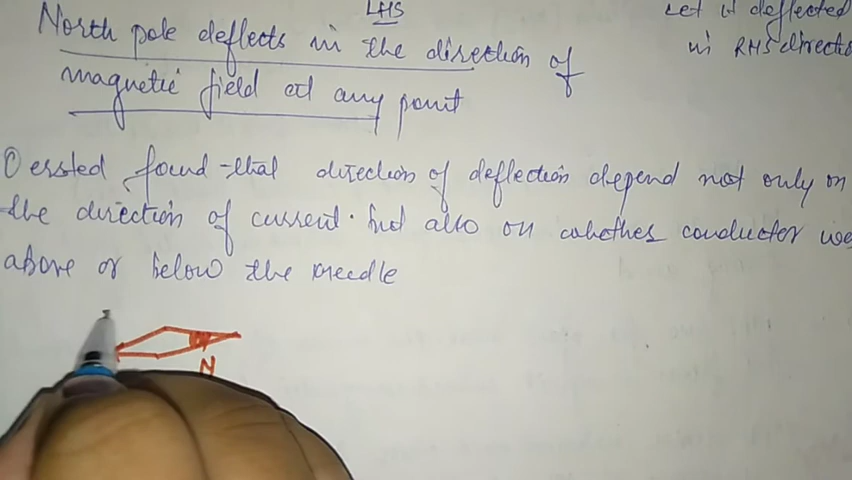 LHS
North pole deflects in the direction of
magnetic field at any point
Let it deflected
in RHS directio
Oersted found that direction of deflection depend not only on
the direction of current. but also on whether conductor wa
above or below the needle
N